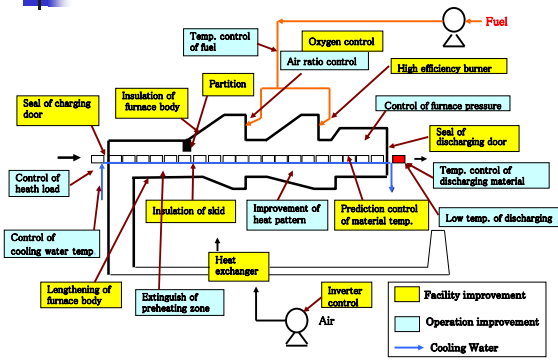 Fuel
Temp. control
of fuel
Oxygen control
Air ratio control
High efficiency burner
Partition
Insulation of
furnace body
Seal of charging
door
Control of furnace pressure
Seal of
discharging door
Temp. control of
discharging material
Control of
heath load
Low temp. of discharging
Insulation of skid
Improvement of
heat pattern
Prediction control
of material temp.
Control of
cooling water temp
Heat
exchanger
Lengthening of
furnace body
Extinguish of
preheating zone
Inverter
control
Air
Facility improvement
Operation improvement
Cooling Water